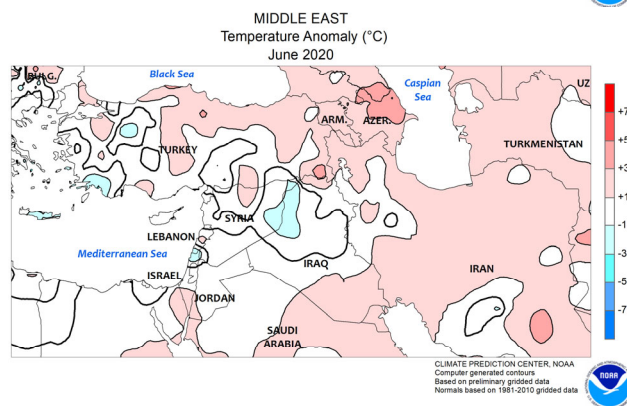 MIDDLE EAST
Temperature Anomaly (°C)
June 2020
BULG.
Black Sea
Caspian
Sea
UZ
ARM.
AZER.
TURKEY
TURKMENISTAN
SYRIA
LEBANON
Mediterranean Sea
ISRAEL
IRAQ
IRAN
JORDAN
SAUDI
ARABIA
+7
+5
+3
+1
-1
-3
-5
-7
CLIMATE PREDICTION CENTER, NOAA
Computer generated contours
Based on preliminary gridded data
Normals based on 1981-2010 gridded data
NOAA